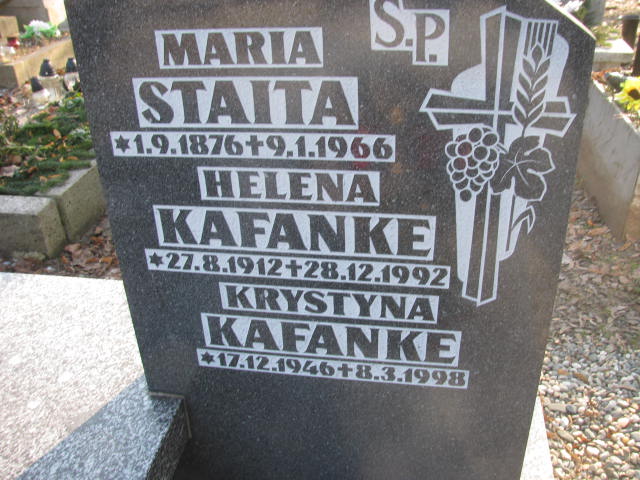 Ś.P.
MARIA
STAITA
*1.9.1876+9.1.1966
HELENA
KAFANKE
*27.8.1912+28.12.1992
KRYSTYNA
KAFANKE
*17.12.1946+8.3.1998